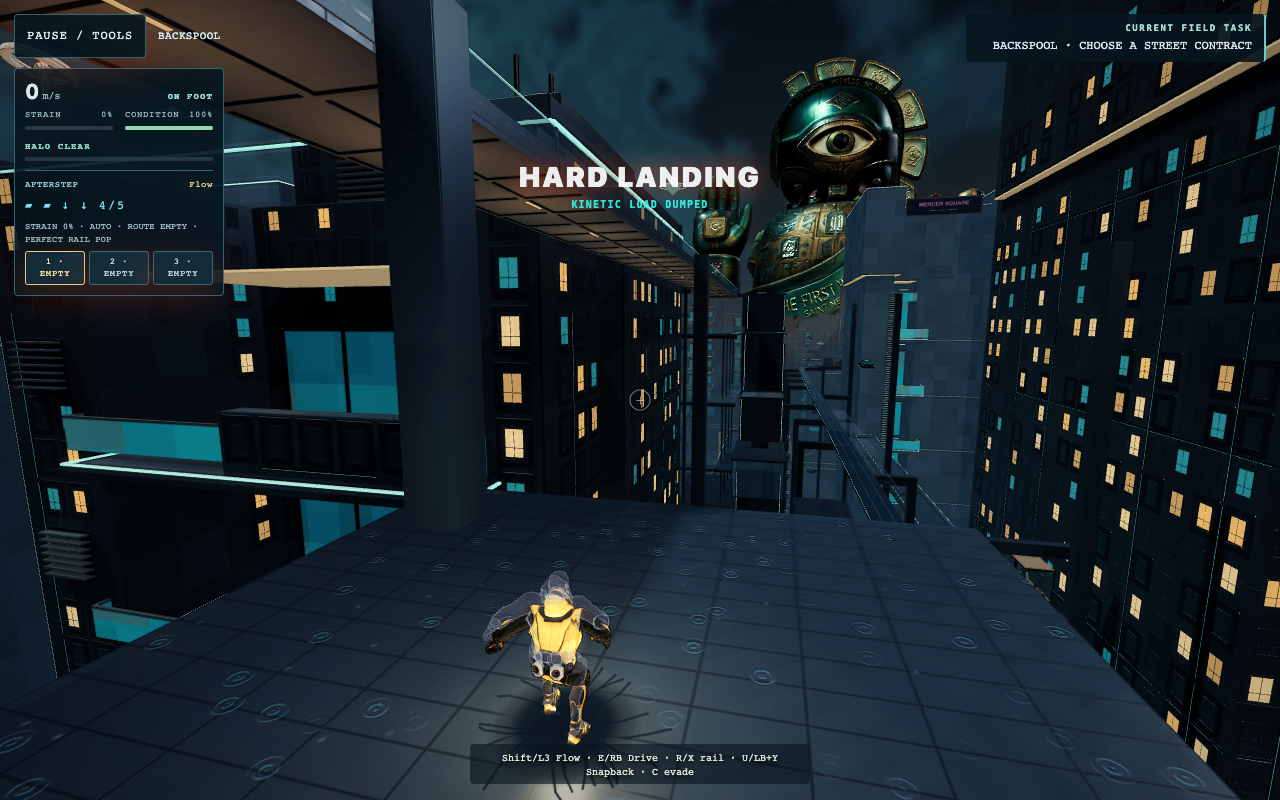 PAUSE / TOOLS
BACKSPOOL
CURRENT FIELD TASK
BACKSPOOL · CHOOSE A STREET CONTRACT
0 m/s
ON FOOT
STRAIN 0%
CONDITION 100%
HALO CLEAR
AFTERSTEP
Flow
4/5
STRAIN 0% · AUTO · ROUTE EMPTY ·
PERFECT RAIL POP
1 ·
EMPTY
2 ·
EMPTY
3 ·
EMPTY
HARD LANDING
KINETIC LOAD DUMPED
MERCER SQUARE
THE FIRST
Shift/L3 Flow · E/RB Drive · R/X rail · U/LB+Y
Snapback · C evade